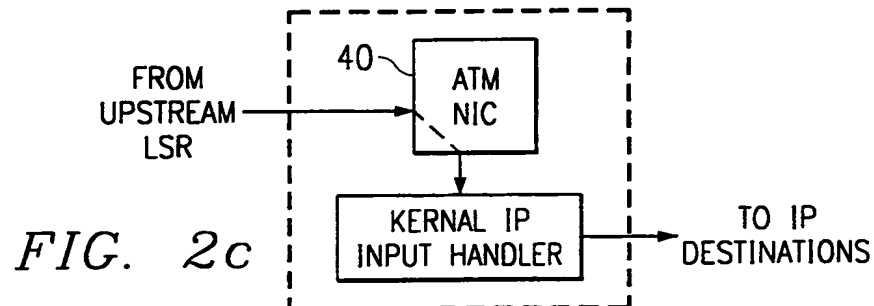 40
ATM
NIC
FROM
UPSTREAM
LSR
KERNAL IP
INPUT HANDLER
TO IP
DESTINATIONS
FIG. 2c